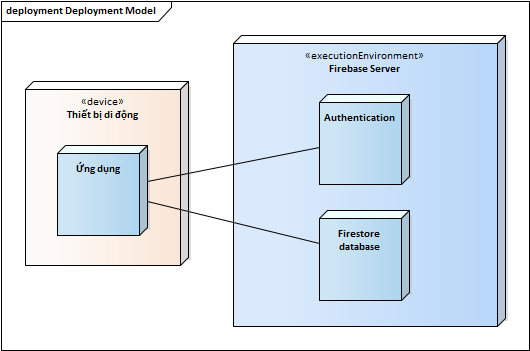 deployment Deployment Model
«device»
Thiết bị di động
Ứng dụng
«executionEnvironment»
Firebase Server
Authentication
Firestore
database